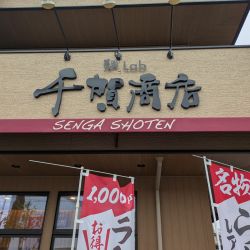 麺Lab
千賀商店
SENGA SHOTEN
1,000円
お得
ラ
名物